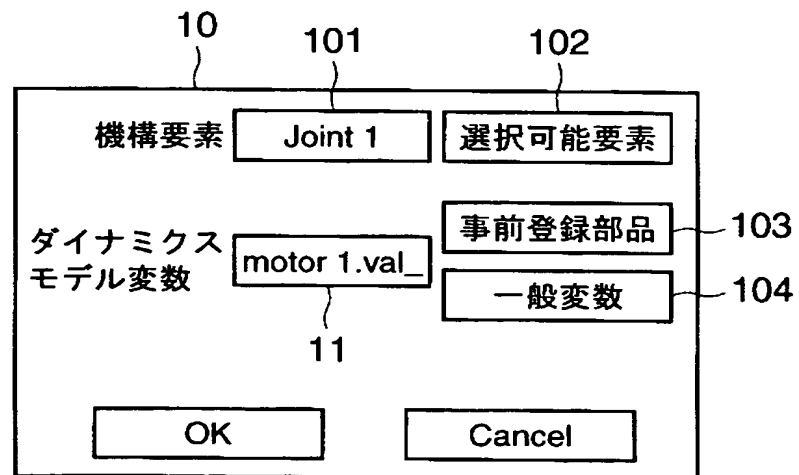 10
101
102
機構要素
Joint 1
選択可能要素
事前登録部品
103
ダイナミクス
モデル変数
motor 1.val_
一般変数
104
11
OK
Cancel